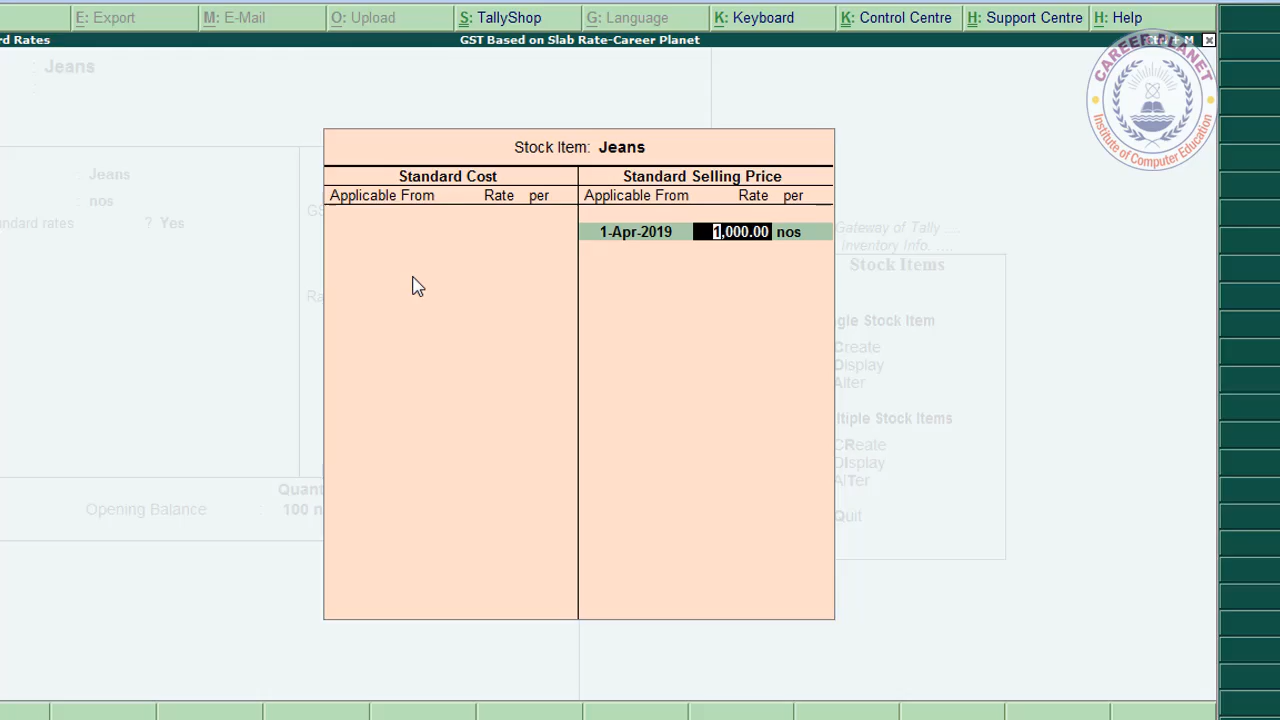 E: Export
M: E-Mail
O: Upload
S: TallyShop
G: Language
K: Keyboard
K: Control Centre
H: Support Centre
H: Help
rd Rates
GST Based on Slab Rate-Career Planet
CAREER PLANET
Institute of Computer Education
: Jeans
:
Stock Item: Jeans
Standard Cost
Standard Selling Price
Applicable From Rate per
Applicable From Rate per
1-Apr-2019 1,000.00 nos
: Jeans
: nos
ndard rates ? Yes
GS
Ra
Quant
Opening Balance : 100 n
Gateway of Tally ....
Inventory Info. ....
Stock Items
gle Stock Item
Create
Display
Alter
ltiple Stock Items
CReate
DIsplay
AlTer
Quit